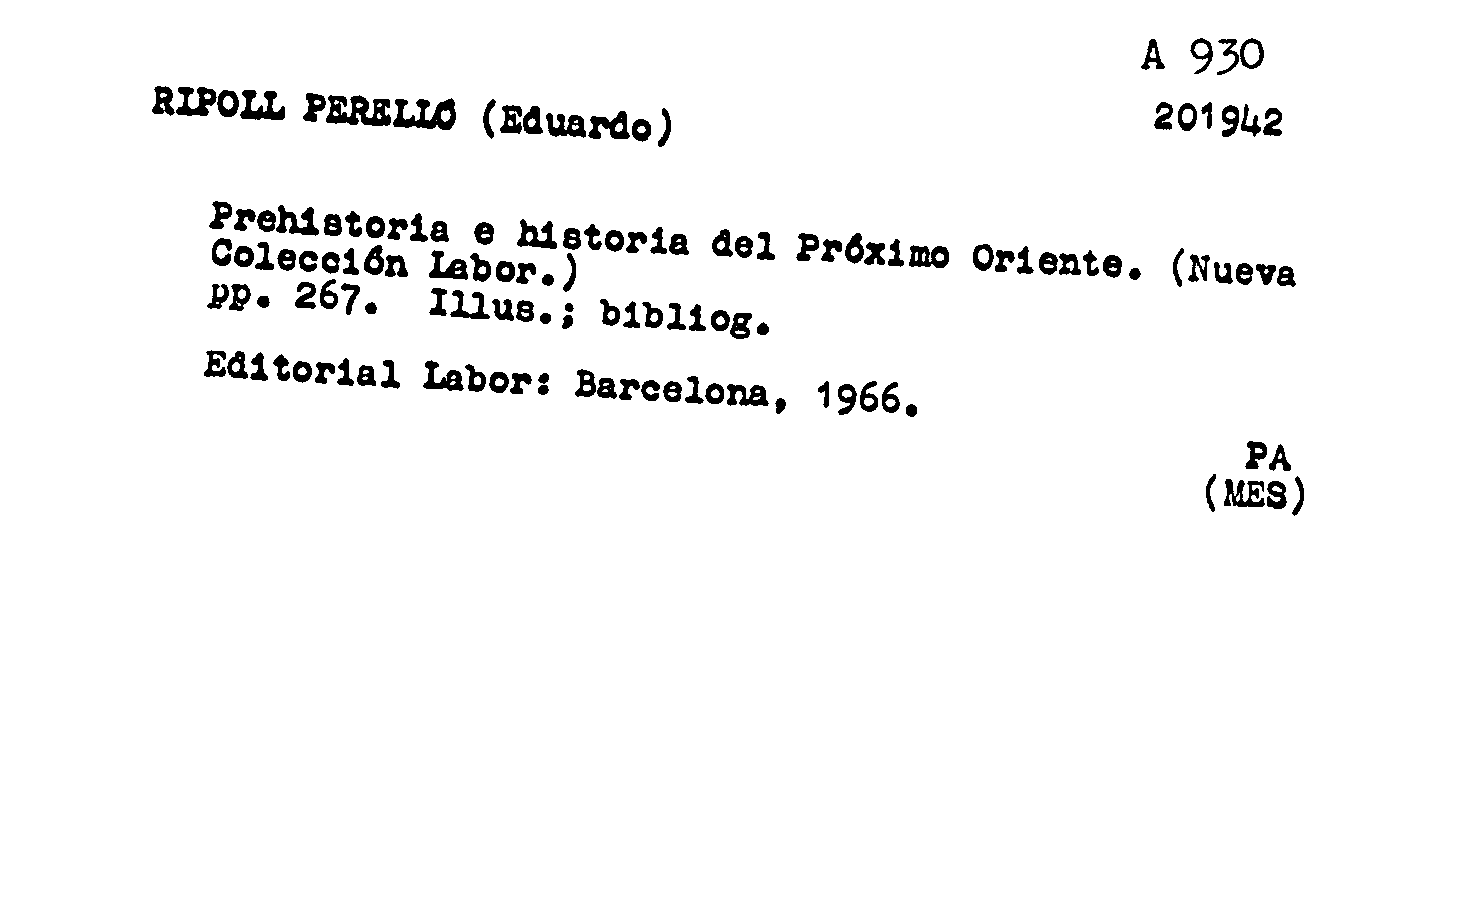 A 930
RIPOLL PERELLÓ (Eduardo)
201942
Prehistoria e historia del Próximo Oriente. (Nueva
Colección Labor.)
pp. 267. Illus.; bibliog.
Editorial Labor: Barcelona, 1966.
PA
(MES)